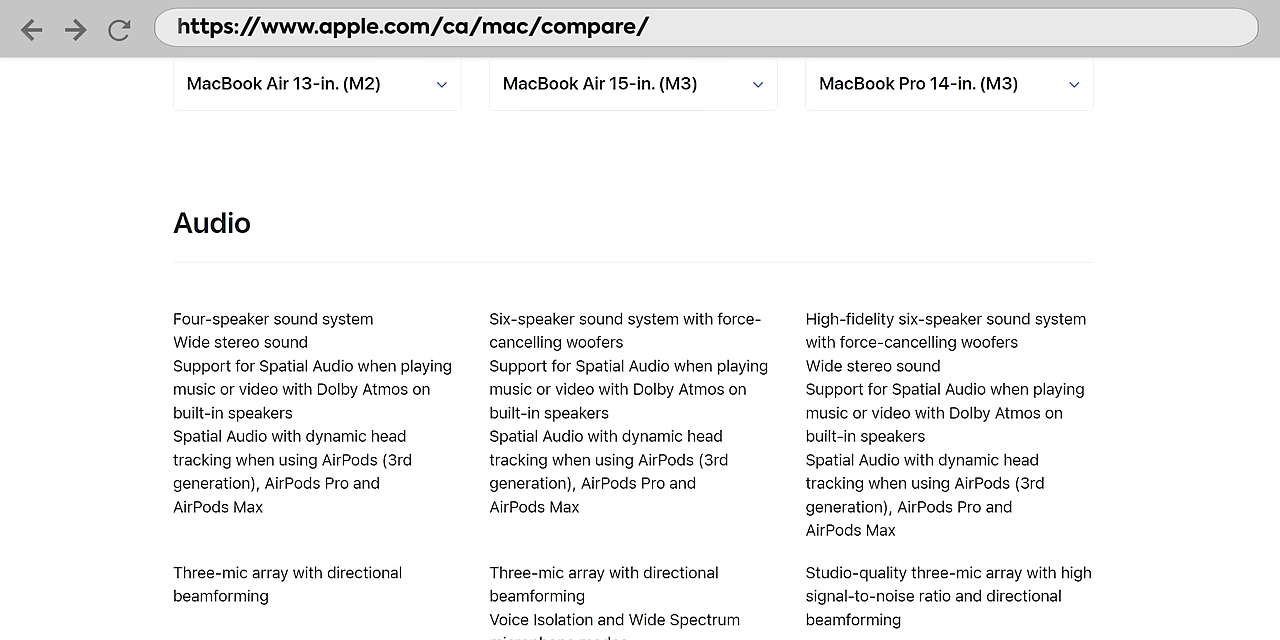 https://www.apple.com/ca/mac/compare/
MacBook Air 13-in. (M2)
MacBook Air 15-in. (M3)
MacBook Pro 14-in. (M3)
Audio
Four-speaker sound system
Wide stereo sound
Support for Spatial Audio when playing
music or video with Dolby Atmos on
built-in speakers
Spatial Audio with dynamic head
tracking when using AirPods (3rd
generation), AirPods Pro and
AirPods Max
Three-mic array with directional
beamforming
Six-speaker sound system with force-
cancelling woofers
Support for Spatial Audio when playing
music or video with Dolby Atmos on
built-in speakers
Spatial Audio with dynamic head
tracking when using AirPods (3rd
generation), AirPods Pro and
AirPods Max
Three-mic array with directional
beamforming
Voice Isolation and Wide Spectrum
High-fidelity six-speaker sound system
with force-cancelling woofers
Wide stereo sound
Support for Spatial Audio when playing
music or video with Dolby Atmos on
built-in speakers
Spatial Audio with dynamic head
tracking when using AirPods (3rd
generation), AirPods Pro and
AirPods Max
Studio-quality three-mic array with high
signal-to-noise ratio and directional
beamforming